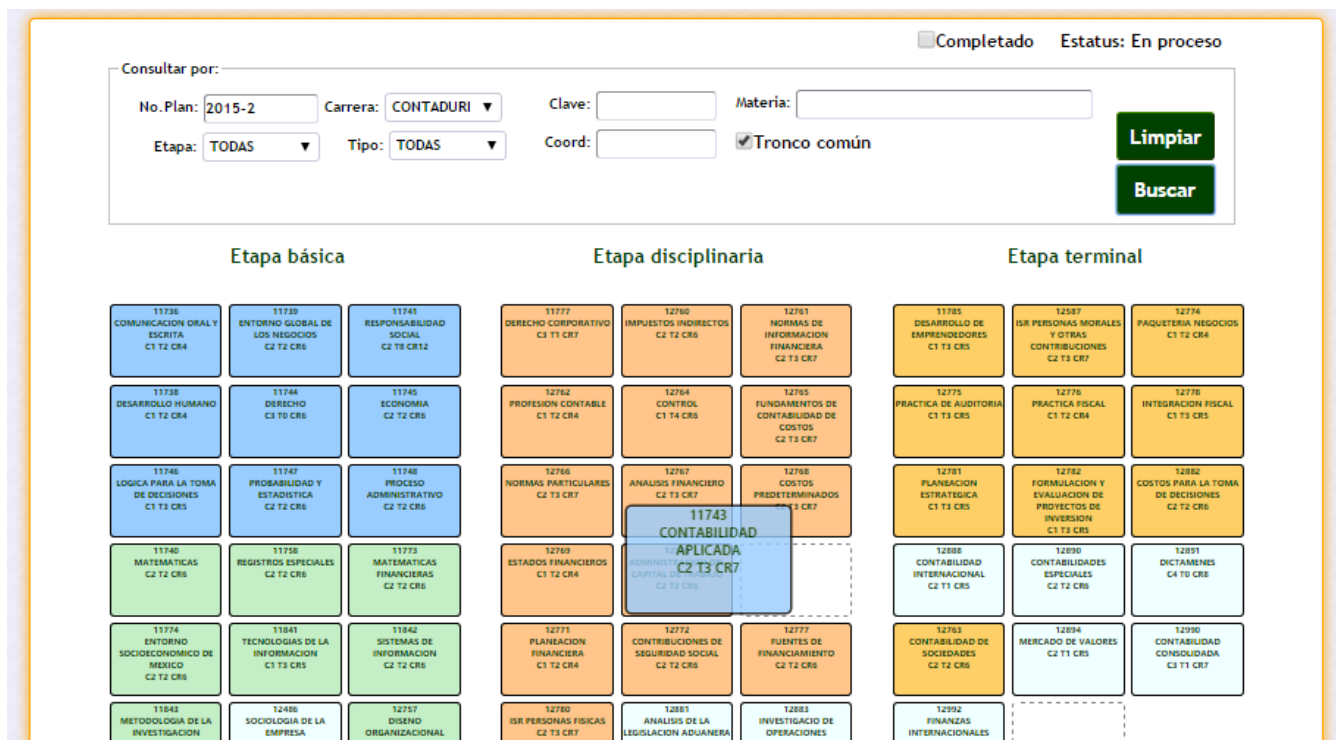 Completado Estatus: En proceso
Consultar por:
No.Plan: 2015-2 Carrera: CONTADURI Clave: Materia:
Etapa: TODAS Tipo: TODAS Coord: Tronco común
Limpiar
Buscar
Etapa básica Etapa disciplinaria Etapa terminal
11736
COMUNICACION ORAL Y
ESCRITA
C1 T2 CR4
11739
ENTORNO GLOBAL DE
LOS NEGOCIOS
C2 T2 CR6
11741
RESPONSABILIDAD
SOCIAL
C2 T8 CR12
11777
DERECHO CORPORATIVO
C3 T1 CR7
12760
IMPUESTOS INDIRECTOS
C2 T2 CR6
12761
NORMAS DE
INFORMACION
FINANCIERA
C2 T3 CR7
11785
DESARROLLO DE
EMPRENDEDORES
C1 T3 CR5
12587
ISR PERSONAS MORALES
Y OTRAS
CONTRIBUCIONES
C2 T3 CR7
12774
PAQUETERIA NEGOCIOS
C1 T2 CR4
11738
DESARROLLO HUMANO
C1 T2 CR4
11744
DERECHO
C3 T0 CR6
11745
ECONOMIA
C2 T2 CR6
12762
PROFESION CONTABLE
C1 T2 CR4
12764
CONTROL
C1 T4 CR6
12765
FUNDAMENTOS DE
CONTABILIDAD DE
COSTOS
C2 T3 CR7
12775
PRACTICA DE AUDITORIA
C1 T3 CR5
12776
PRACTICA FISCAL
C1 T2 CR4
12778
INTEGRACION FISCAL
C1 T3 CR5
11746
LOGICA PARA LA TOMA
DE DECISIONES
C1 T3 CR5
11747
PROBABILIDAD Y
ESTADISTICA
C2 T2 CR6
11748
PROCESO
ADMINISTRATIVO
C2 T2 CR6
12766
NORMAS PARTICULARES
C2 T3 CR7
12767
ANALISIS FINANCIERO
C2 T3 CR7
12768
COSTOS
PREDETERMINADOS
T3 CR7
12781
PLANEACION
ESTRATEGICA
C1 T3 CR5
12782
FORMULACION Y
EVALUACION DE
PROYECTOS DE
INVERSION
C1 T3 CR5
12882
COSTOS PARA LA TOMA
DE DECISIONES
C2 T2 CR6
11743
CONTABILIDAD
APLICADA
C2 T3 CR7
11740
MATEMATICAS
C2 T2 CR6
11758
REGISTROS ESPECIALES
C2 T2 CR6
11773
MATEMATICAS
FINANCIERAS
C2 T2 CR6
12769
ESTADOS FINANCIEROS
C1 T2 CR4
CAPITAL DE TRABAJO
C2 T2 CR6
12888
CONTABILIDAD
INTERNACIONAL
C2 T1 CR5
12890
CONTABILIDADES
ESPECIALES
C2 T2 CR6
12891
DICTAMENES
C4 T0 CR8
11774
ENTORNO
SOCIOECONOMICO DE
MEXICO
C2 T2 CR6
11841
TECNOLOGIAS DE LA
INFORMACION
C1 T3 CR5
11842
SISTEMAS DE
INFORMACION
C2 T2 CR6
12771
PLANEACION
FINANCIERA
C1 T2 CR4
12772
CONTRIBUCIONES DE
SEGURIDAD SOCIAL
C2 T2 CR6
12777
FUENTES DE
FINANCIAMIENTO
C2 T2 CR6
12763
CONTABILIDAD DE
SOCIEDADES
C2 T2 CR6
12894
MERCADO DE VALORES
C2 T1 CR5
12990
CONTABILIDAD
CONSOLIDADA
C3 T1 CR7
11843
METODOLOGIA DE LA
INVESTIGACION
12486
SOCIOLOGIA DE LA
EMPRESA
12757
DISENO
ORGANIZACIONAL
12780
ISR PERSONAS FISICAS
C2 T3 CR7
12881
ANALISIS DE LA
LEGISLACION ADUANERA
12883
INVESTIGACIO DE
OPERACIONES
12992
FINANZAS
INTERNACIONALES